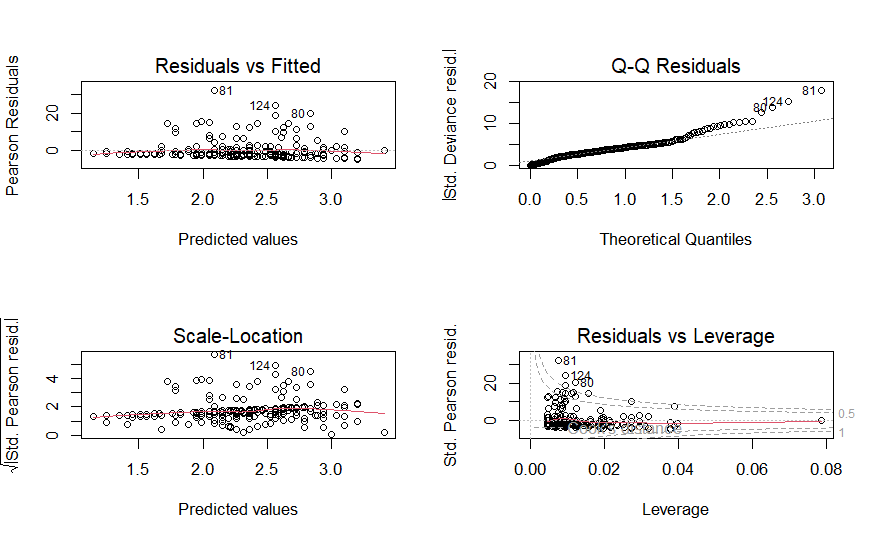 Residuals vs Fitted
Pearson Residuals
0 20
81
124
80
1.5 2.0 2.5 3.0
Predicted values
Q-Q Residuals
|Std. Deviance resid.|
0 10 20
81
124
80
0.0 0.5 1.0 1.5 2.0 2.5 3.0
Theoretical Quantiles
Scale-Location
√|Std. Pearson resid.|
0 2 4
81
124
80
1.5 2.0 2.5 3.0
Predicted values
Residuals vs Leverage
Std. Pearson resid.
0 20
81
124
80
0.5
1
0.00 0.02 0.04 0.06 0.08
Leverage